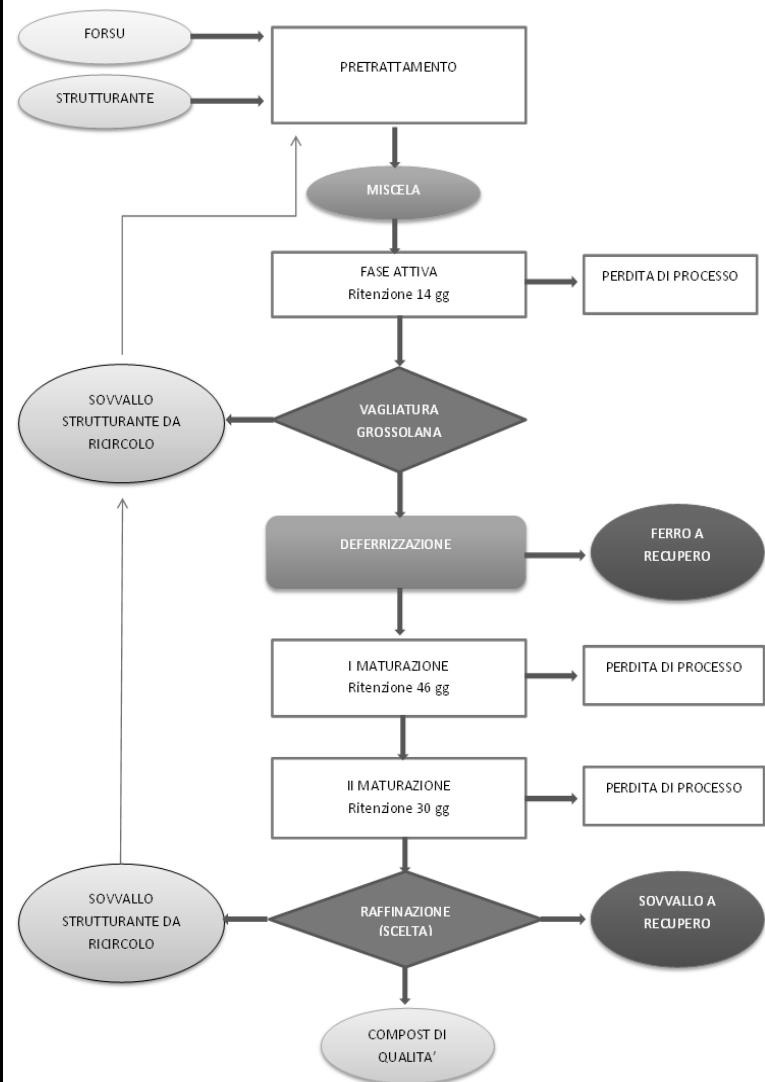 FORSU
STRUTTURANTE
PRETRATTAMENTO
MISCELA
FASE ATTIVA
Ritenzione 14 gg
PERDITA DI PROCESSO
SOVVALLO
STRUTTURANTE DA
RICIRCOLO
VAGLIATURA
GROSSOLANA
DEFERRIZZAZIONE
FERRO A
RECUPERO
I MATURAZIONE
Ritenzione 46 gg
PERDITA DI PROCESSO
II MATURAZIONE
Ritenzione 30 gg
PERDITA DI PROCESSO
SOVVALLO
STRUTTURANTE DA
RICIRCOLO
RAFFINAZIONE
(SCELTA)
SOVVALLO A
RECUPERO
COMPOST DI
QUALITA’